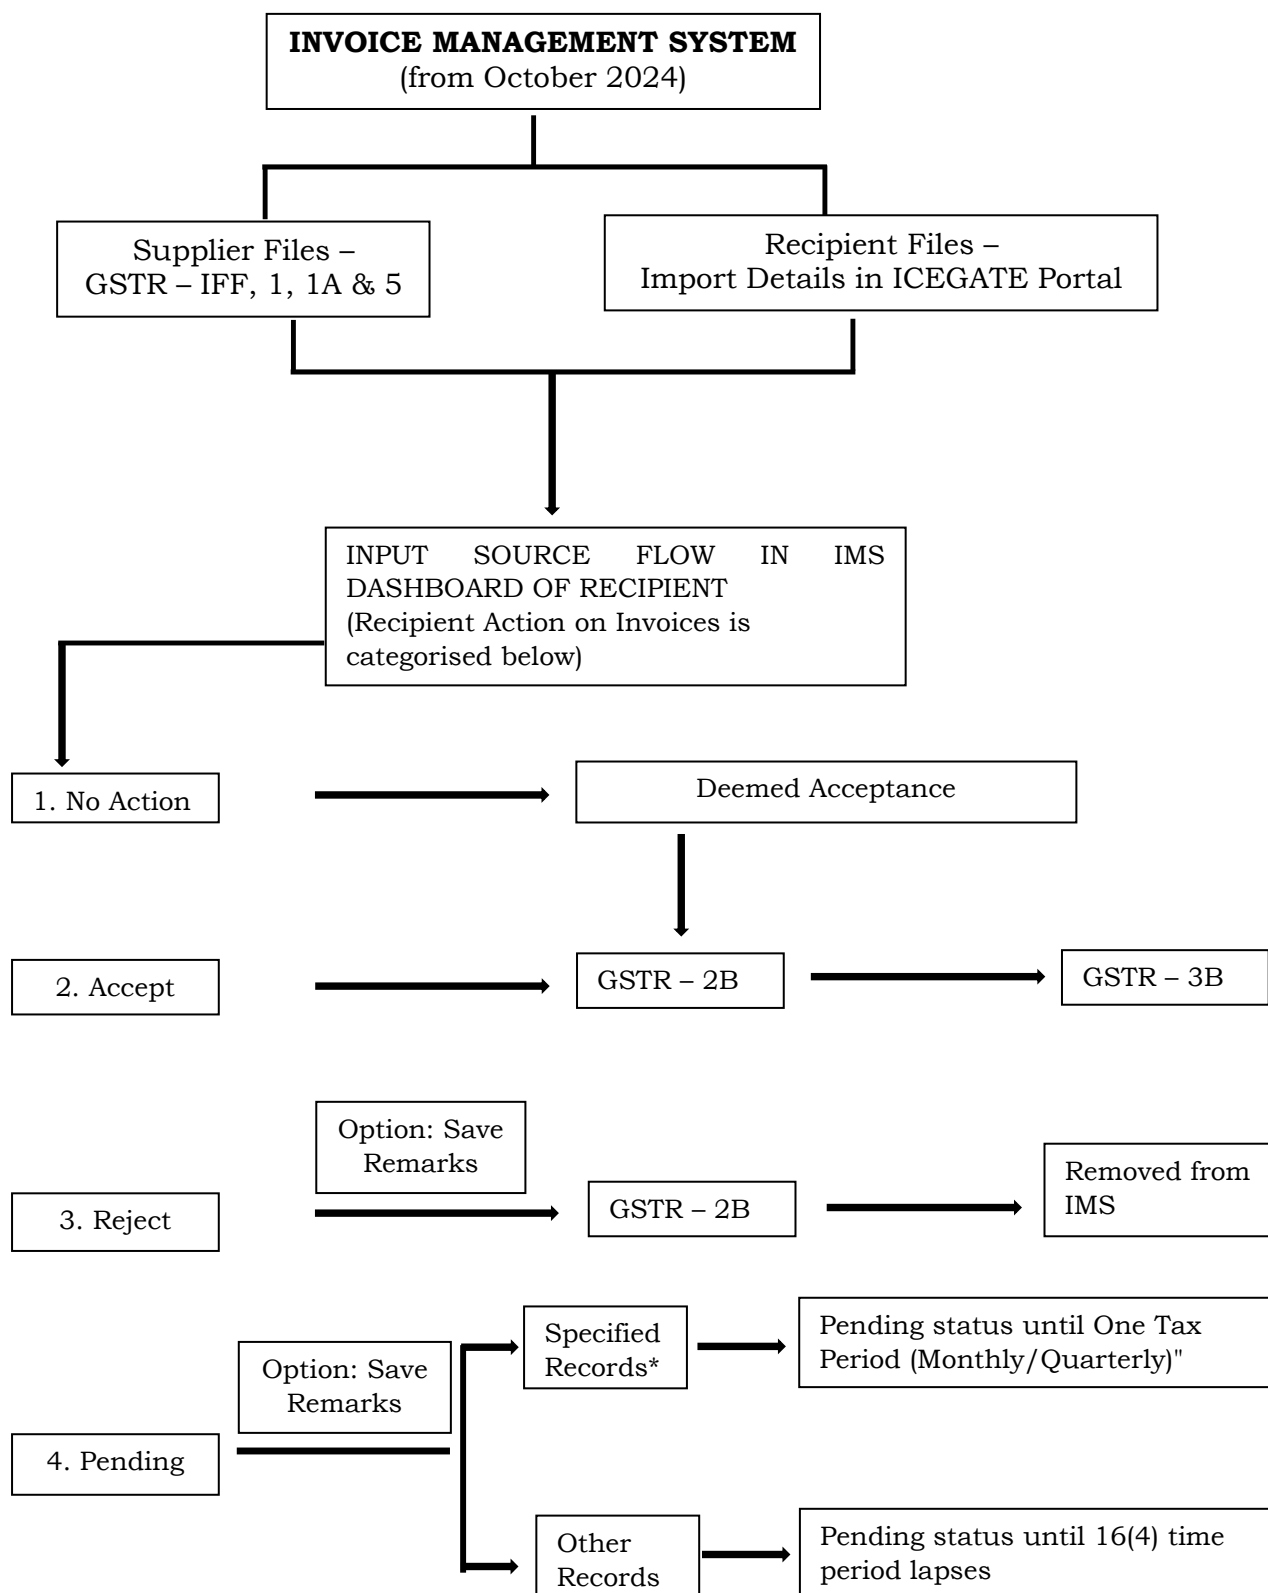 INVOICE MANAGEMENT SYSTEM
(from October 2024)
Supplier Files –
GSTR – IFF, 1, 1A & 5
Recipient Files –
Import Details in ICEGATE Portal
INPUT SOURCE FLOW IN IMS
DASHBOARD OF RECIPIENT
(Recipient Action on Invoices is
categorised below)
1. No Action
Deemed Acceptance
2. Accept
GSTR – 2B
GSTR – 3B
3. Reject
Option: Save
Remarks
GSTR – 2B
Removed from
IMS
4. Pending
Option: Save
Remarks
Specified
Records*
Pending status until One Tax
Period (Monthly/Quarterly)"
Other
Records
Pending status until 16(4) time
period lapses